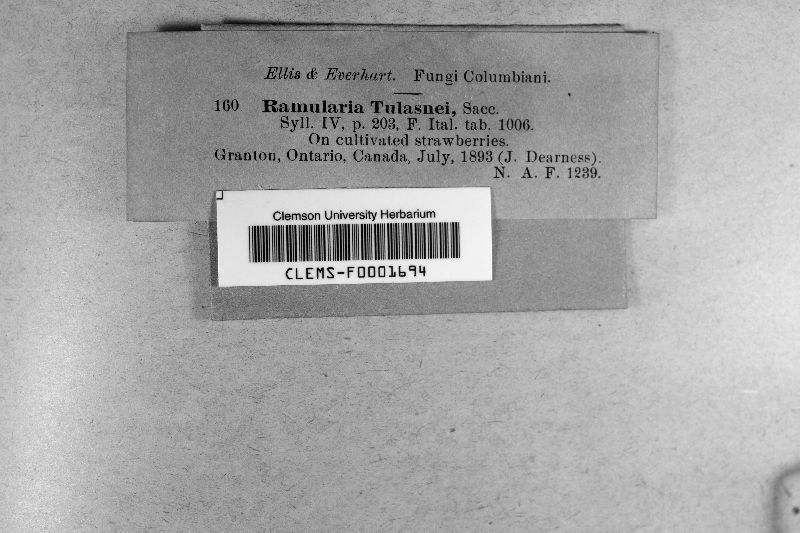 Ellis & Everhart. Fungi Columbiani.
160. Ramularia Tulasnei, Sacc.
Syll. IV, p. 203, F. Ital. tab. 1006.
On cultivated strawberries.
Granton, Ontario, Canada, July, 1893 (J. Dearness).
N. A. F. 1239.
Clemson University Herbarium
CLEMS-F0001694